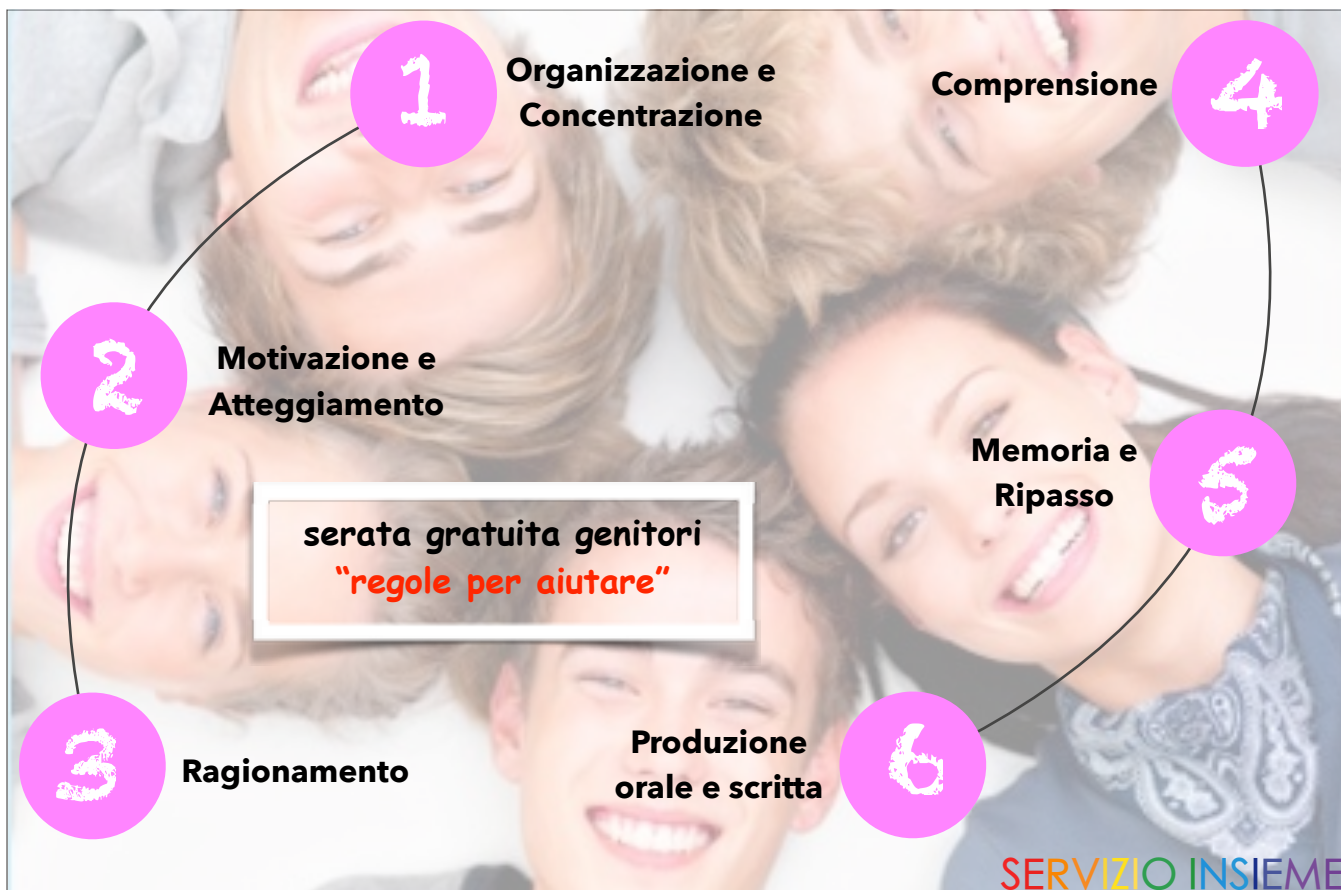 1
Organizzazione e
Concentrazione
2
Motivazione e
Atteggiamento
3
Ragionamento
4
Comprensione
5
Memoria e
Ripasso
6
Produzione
orale e scritta
serata gratuita genitori
“regole per aiutare”
SERVIZIO INSIEME